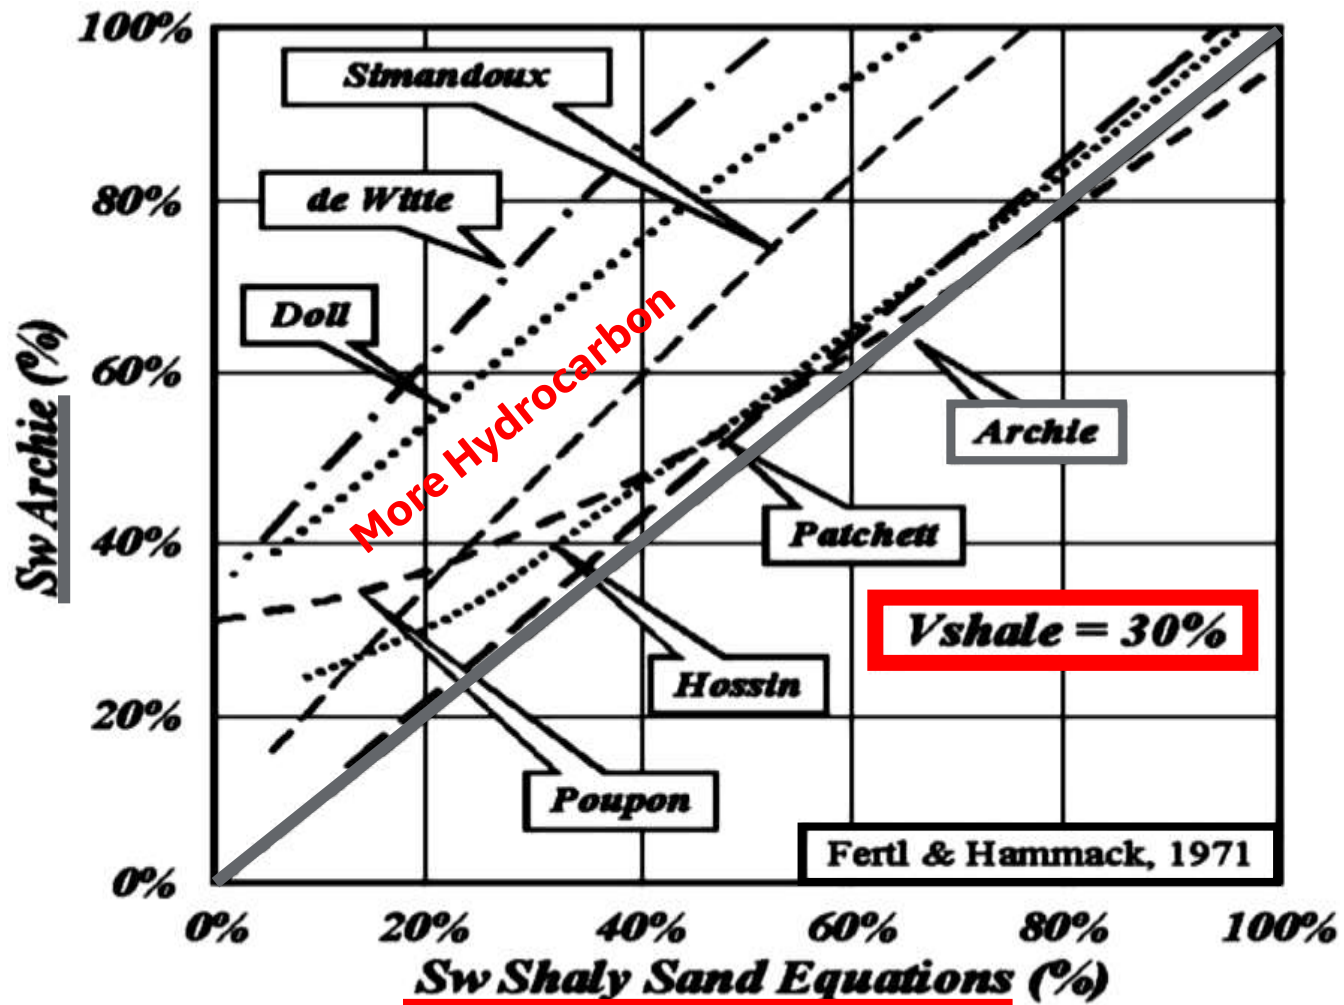 100%
Simandoux
80%
de Witte
Doll
60%
Sw Archie (%)
More Hydrocarbon
Archie
40%
Patchett
Vshale = 30%
Hossin
20%
Poupon
Fertl & Hammack, 1971
0%
0% 20% 40% 60% 80% 100%
Sw Shaly Sand Equations (%)